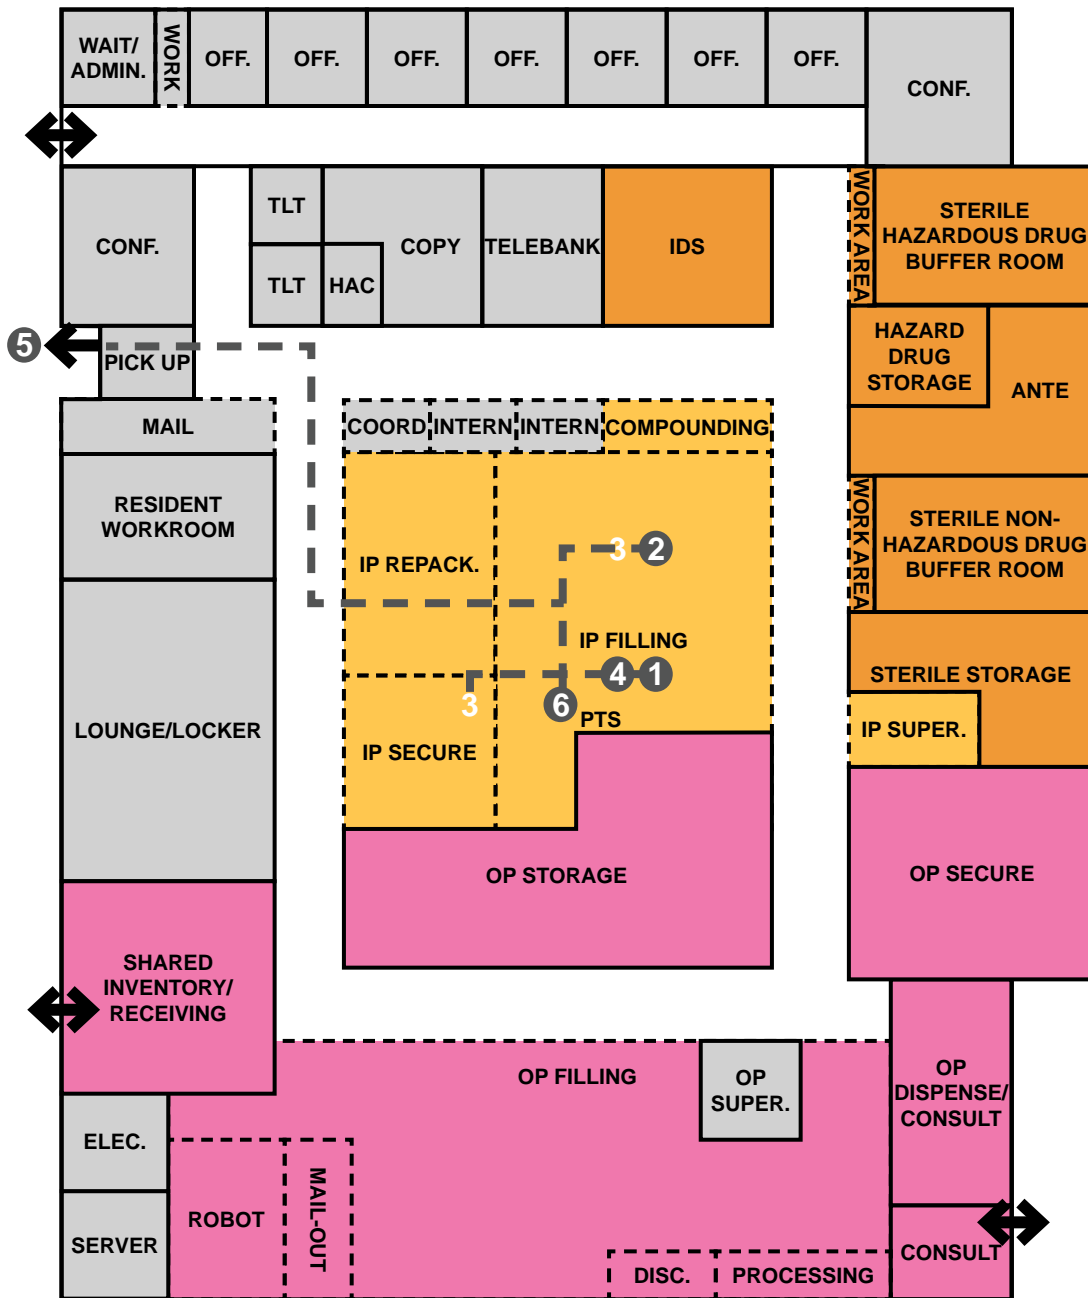 WAIT/
ADMIN.
WORK
OFF.
OFF.
OFF.
OFF.
OFF.
OFF.
OFF.
CONF.
CONF.
TLT
TLT
HAC
COPY
TELEBANK
IDS
WORK AREA
STERILE
HAZARDOUS DRUG
BUFFER ROOM
HAZARD
DRUG
STORAGE
ANTE
5
PICK UP
MAIL
COORD
INTERN
INTERN
COMPOUNDING
RESIDENT
WORKROOM
IP REPACK.
3
2
WORK AREA
STERILE NON-
HAZARDOUS DRUG
BUFFER ROOM
IP FILLING
4
1
3
6
PTS
STERILE STORAGE
IP SUPER.
LOUNGE/LOCKER
IP SECURE
OP STORAGE
OP SECURE
SHARED
INVENTORY/
RECEIVING
OP FILLING
OP
SUPER.
OP
DISPENSE/
CONSULT
ELEC.
ROBOT
MAIL-OUT
SERVER
DISC.
PROCESSING
CONSULT